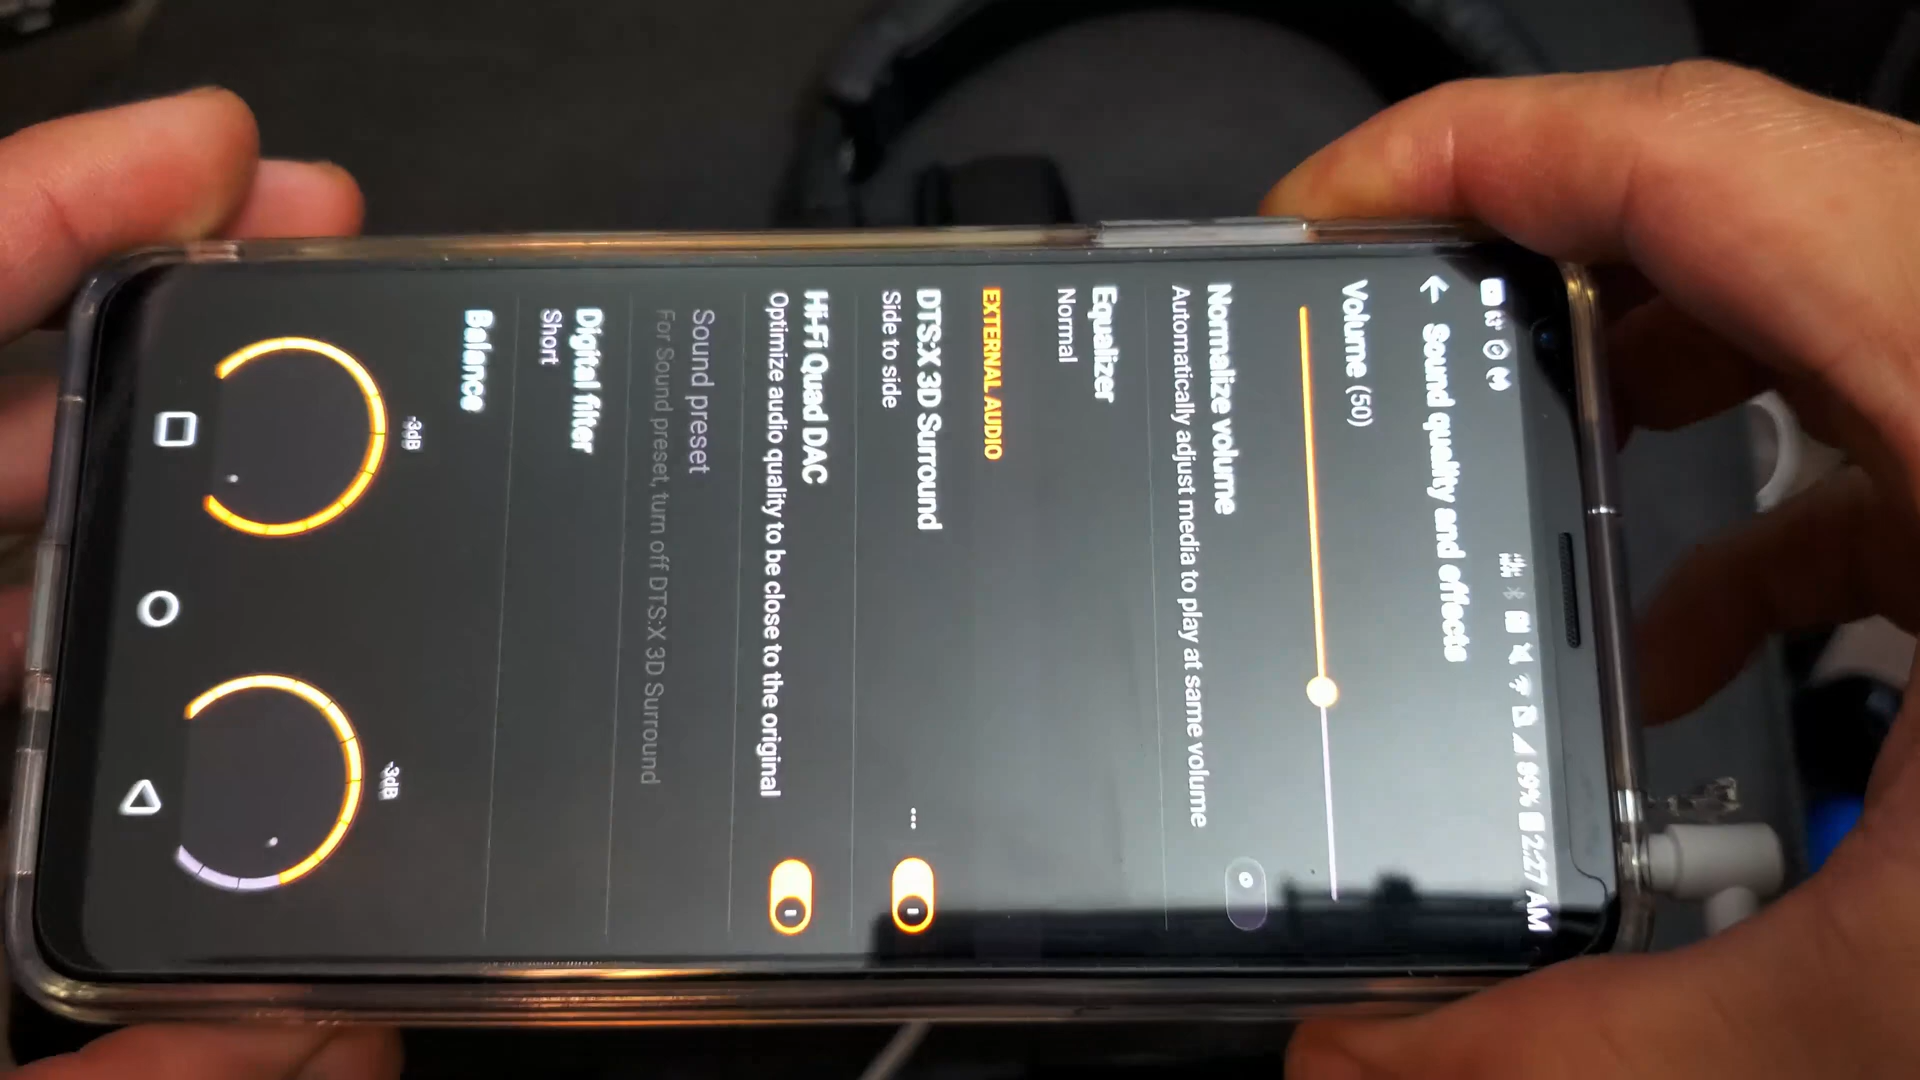 63°
89% 2:27 AM
Sound quality and effects
Volume (50)
Normalize volume
Automatically adjust media to play at same volume
Equalizer
Normal
EXTERNAL AUDIO
DTS:X 3D Surround
Side to side
...
Hi-Fi Quad DAC
Optimize audio quality to be close to the original
Sound preset
For Sound preset, turn off DTS:X 3D Surround
Digital filter
Short
Balance
-3dB
-3dB